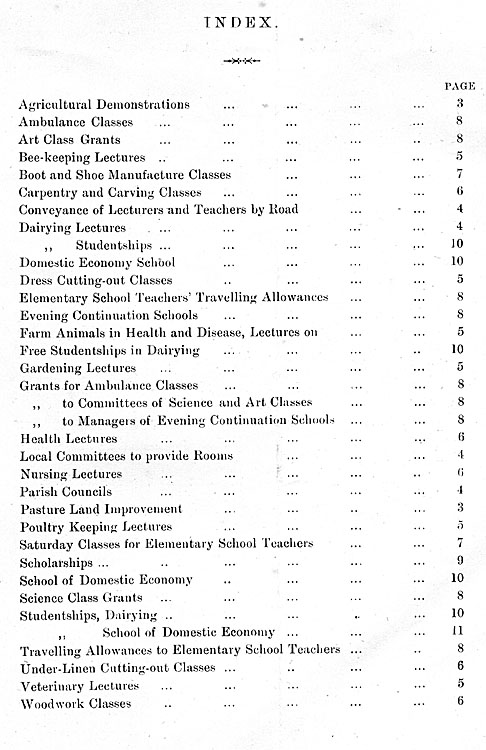 INDEX.
PAGE
Agricultural Demonstrations ... ... ... ... 3
Ambulance Classes ... ... ... ... ... 8
Art Class Grants ... ... ... ... .. 8
Bee-keeping Lectures .. ... ... ... ... 5
Boot and Shoe Manufacture Classes ... ... ... 7
Carpentry and Carving Classes ... ... ... ... 6
Conveyance of Lecturers and Teachers by Road ... ... 4
Dairying Lectures ... ... ... ... ... 4
,, Studentships ... ... ... ... ... 10
Domestic Economy School ... ... ... ... 10
Dress Cutting-out Classes .. ... ... ... 5
Elementary School Teachers' Travelling Allowances ... ... 8
Evening Continuation Schools ... ... ... ... 8
Farm Animals in Health and Disease, Lectures on ... ... 5
Free Studentships in Dairying ... ... ... .. 10
Gardening Lectures ... ... ... ... ... 5
Grants for Ambulance Classes ... ... ... ... 8
,, to Committees of Science and Art Classes ... ... 8
,, to Managers of Evening Continuation Schools ... ... 8
Health Lectures ... ... ... ... ... 6
Local Committees to provide Rooms ... ... ... 4
Nursing Lectures ... ... ... ... .. 6
Parish Councils ... ... ... ... ... 4
Pasture Land Improvement ... ... .. ... 3
Poultry Keeping Lectures ... ... ... ... 5
Saturday Classes for Elementary School Teachers ... ... 7
Scholarships ... .. ... ... ... ... 9
School of Domestic Economy .. ... ... ... 10
Science Class Grants ... ... ... ... ... 8
Studentships, Dairying .. ... ... .. ... 10
,, School of Domestic Economy ... ... ... 11
Travelling Allowances to Elementary School Teachers ... .. 8
Under-Linen Cutting-out Classes ... .. ... ... 6
Veterinary Lectures ... ... ... ... ... 5
Woodwork Classes .. ... ... ... ... 6